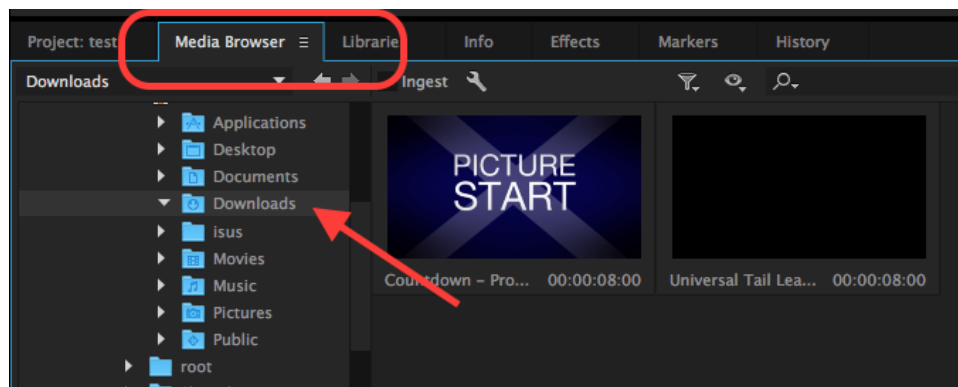 Project: test
Media Browser
Libraries
Info
Effects
Markers
History
Downloads
Ingest
Applications
Desktop
Documents
Downloads
isus
Movies
Music
Pictures
Public
root
PICTURE
START
Countdown – Pro... 00:00:08:00
Universal Tail Lea... 00:00:08:00